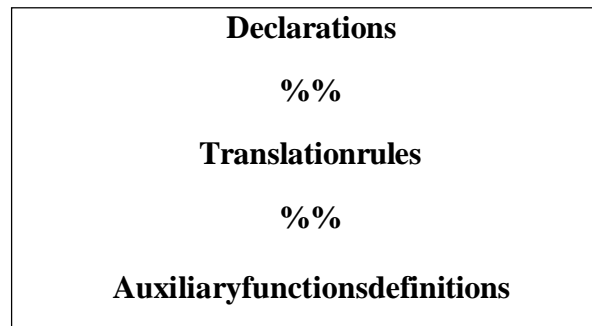 Declarations
%%
Translationrules
%%
Auxiliaryfunctionsdefinitions